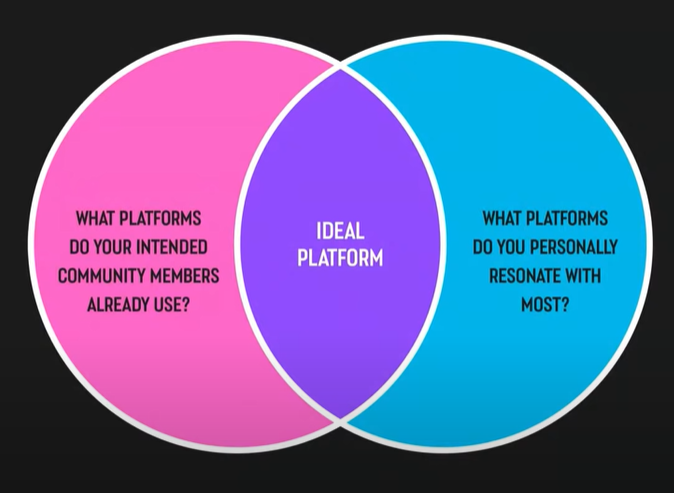 WHAT PLATFORMS
DO YOUR INTENDED
COMMUNITY MEMBERS
ALREADY USE?
IDEAL
PLATFORM
WHAT PLATFORMS
DO YOU PERSONALLY
RESONATE WITH
MOST?